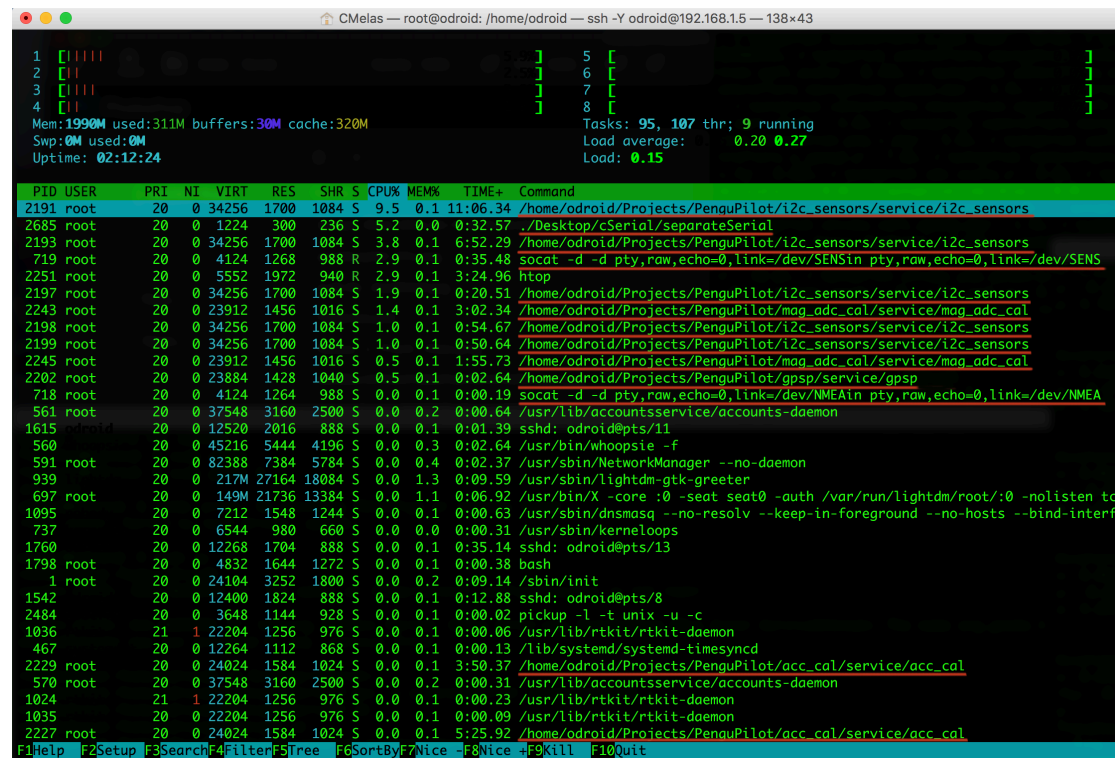 CMelas — root@odroid: /home/odroid — ssh -Y odroid@192.168.1.5 — 138×43
1 [||||| ] 5 [ ]
2 [|| ] 6 [ ]
3 [|||| ] 7 [ ]
4 [|| ] 8 [ ]
Mem:1990M used:311M buffers:30M cache:320M Tasks: 95, 107 thr; 9 running
Swp:0M used:0M Load average: 0.20 0.27
Uptime: 02:12:24 Load: 0.15
PID USER PRI NI VIRT RES SHR S CPU% MEM% TIME+ Command
2191 root 20 0 34256 1700 1084 S 9.5 0.1 11:06.34 /home/odroid/Projects/PenguPilot/i2c_sensors/service/i2c_sensors
2685 root 20 0 1224 300 236 S 5.2 0.0 0:32.57 ./Desktop/cSerial/separateSerial
2193 root 20 0 34256 1700 1084 S 3.8 0.1 6:52.29 /home/odroid/Projects/PenguPilot/i2c_sensors/service/i2c_sensors
719 root 20 0 4124 1268 988 R 2.9 0.1 0:35.48 socat -d -d pty,raw,echo=0,link=/dev/SENSin pty,raw,echo=0,link=/dev/SENS
2251 root 20 0 5552 1972 940 R 2.9 0.1 3:24.96 htop
2197 root 20 0 34256 1700 1084 S 1.9 0.1 0:20.51 /home/odroid/Projects/PenguPilot/i2c_sensors/service/i2c_sensors
2243 root 20 0 23912 1456 1016 S 1.4 0.1 3:02.34 /home/odroid/Projects/PenguPilot/mag_adc_cal/service/mag_adc_cal
2198 root 20 0 34256 1700 1084 S 1.0 0.1 0:54.67 /home/odroid/Projects/PenguPilot/i2c_sensors/service/i2c_sensors
2199 root 20 0 34256 1700 1084 S 1.0 0.1 0:50.64 /home/odroid/Projects/PenguPilot/i2c_sensors/service/i2c_sensors
2245 root 20 0 23912 1456 1016 S 0.5 0.1 1:55.73 /home/odroid/Projects/PenguPilot/mag_adc_cal/service/mag_adc_cal
2202 root 20 0 23884 1428 1040 S 0.5 0.1 0:02.64 /home/odroid/Projects/PenguPilot/gpsp/service/gpsp
718 root 20 0 4124 1264 988 S 0.0 0.1 0:00.19 socat -d -d pty,raw,echo=0,link=/dev/NMEAin pty,raw,echo=0,link=/dev/NMEA
561 root 20 0 37548 3160 2500 S 0.0 0.2 0:00.64 /usr/lib/accountsservice/accounts-daemon
1615 odroid 20 0 12520 2016 888 S 0.0 0.1 0:01.39 sshd: odroid@pts/11
560 20 0 45216 5444 4196 S 0.0 0.3 0:02.64 /usr/bin/whoopsie -f
591 root 20 0 82388 7384 5784 S 0.0 0.4 0:02.37 /usr/sbin/NetworkManager --no-daemon
939 20 0 217M 27164 18084 S 0.0 1.3 0:09.59 /usr/sbin/lightdm-gtk-greeter
697 root 20 0 149M 21736 13384 S 0.0 1.1 0:06.92 /usr/bin/X -core :0 -seat seat0 -auth /var/run/lightdm/root/:0 -nolisten tc
1095 20 0 7212 1548 1244 S 0.0 0.1 0:00.63 /usr/sbin/dnsmasq --no-resolv --keep-in-foreground --no-hosts --bind-interf
737 20 0 6544 980 660 S 0.0 0.0 0:00.31 /usr/sbin/kerneloops
1760 20 0 12268 1704 888 S 0.0 0.1 0:35.14 sshd: odroid@pts/13
1798 root 20 0 4832 1644 1272 S 0.0 0.1 0:00.38 bash
1 root 20 0 24104 3252 1800 S 0.0 0.2 0:09.14 /sbin/init
1542 20 0 12400 1824 888 S 0.0 0.1 0:12.88 sshd: odroid@pts/8
2484 20 0 3648 1144 928 S 0.0 0.1 0:00.02 pickup -l -t unix -u -c
1036 21 1 22204 1256 976 S 0.0 0.1 0:00.06 /usr/lib/rtkit/rtkit-daemon
467 20 0 12264 1112 868 S 0.0 0.1 0:00.13 /lib/systemd/systemd-timesyncd
2229 root 20 0 24024 1584 1024 S 0.0 0.1 3:50.37 /home/odroid/Projects/PenguPilot/acc_cal/service/acc_cal
570 root 20 0 37548 3160 2500 S 0.0 0.2 0:00.31 /usr/lib/accountsservice/accounts-daemon
1024 21 1 22204 1256 976 S 0.0 0.1 0:00.23 /usr/lib/rtkit/rtkit-daemon
1035 20 0 22204 1256 976 S 0.0 0.1 0:00.09 /usr/lib/rtkit/rtkit-daemon
2227 root 20 0 24024 1584 1024 S 0.0 0.1 5:25.92 /home/odroid/Projects/PenguPilot/acc_cal/service/acc_cal
F1Help F2Setup F3SearchF4FilterF5Tree F6SortByF7Nice -F8Nice +F9Kill F10Quit